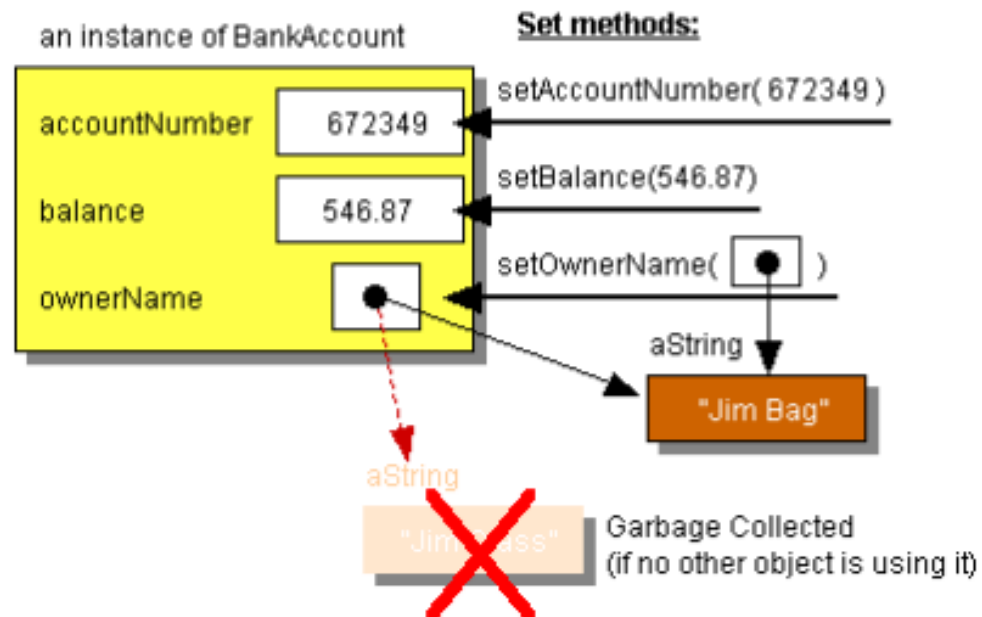 an instance of BankAccount
Set methods:
accountNumber
672349
setAccountNumber( 672349 )
balance
546.87
setBalance(546.87)
ownerName
setOwnerName( )
aString
"Jim Bag"
aString
"Jim
Garbage Collected
(if no other object is using it)